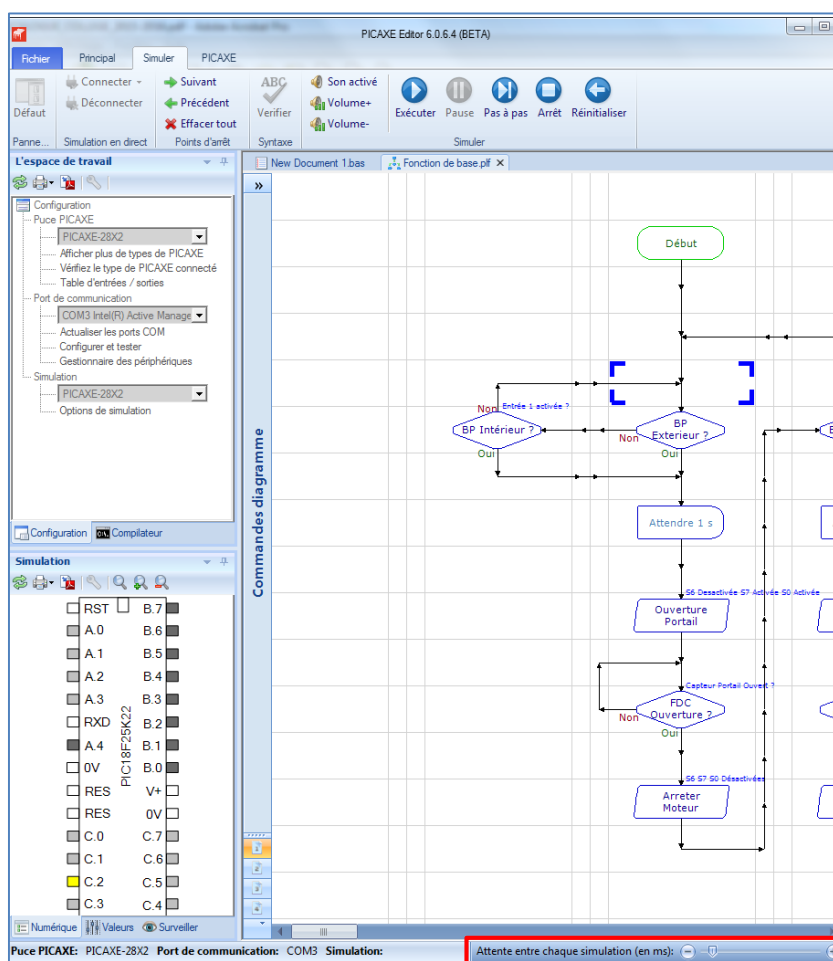 PICAXE Editor 6.0.6.4 (BETA)
Fichier Principal Simuler PICAXE
Connecter Suivant ABC Son activé
Déconnecter Précédent Volume+
Défaut Effacer tout Verifier Volume- Exécuter Pause Pas à pas Arrêt Réinitialiser
Panne... Simulation en direct Points d'arrêt Syntaxe Simuler
L'espace de travail
New Document 1.bas Fonction de base.plf
»
Configuration
Puce PICAXE
PICAXE-28X2
Afficher plus de types de PICAXE
Vérifiez le type de PICAXE connecté
Table d'entrées / sorties
Port de communication
COM3 Intel(R) Active Manage
Actualiser les ports COM
Configurer et tester
Gestionnaire des périphériques
Simulation
PICAXE-28X2
Options de simulation
Configuration Compilateur
Commandes diagramme
Début
Non Entrée 1 activée ?
BP Intérieur ?
Oui
BP
Exterieur ?
Non
Oui
Attendre 1 s
S6 Desactivée S7 Activée S0 Activée
Ouverture
Portail
Capteur Portail Ouvert ?
FDC
Ouverture ?
Non
Oui
S6 S7 S0 Désactivées
Arreter
Moteur
Simulation
RST B.7
A.0 B.6
A.1 B.5
A.2 B.4
A.3 B.3
RXD B.2
A.4 B.1
0V B.0
RES V+
RES 0V
C.0 C.7
C.1 C.6
C.2 C.5
C.3 C.4
PIC18F25K22
Numérique Valeurs Surveiller
Puce PICAXE: PICAXE-28X2 Port de communication: COM3 Simulation:
Attente entre chaque simulation (en ms):